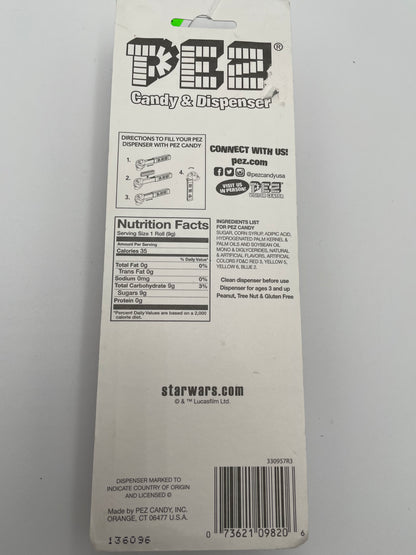 PEZ®
Candy & Dispenser
DIRECTIONS TO FILL YOUR PEZ
DISPENSER WITH PEZ CANDY
1.
2.
3.
4.
CONNECT WITH US!
pez.com
@pezcandyusa
VISIT US
IN PERSON!
PEZ
VISITOR CENTER
Nutrition Facts
Serving Size 1 Roll (9g)
Amount Per Serving
Calories 35
% Daily Value*
Total Fat 0g 0%
Trans Fat 0g
Sodium 0mg 0%
Total Carbohydrate 9g 3%
Sugars 9g
Protein 0g
*Percent Daily Values are based on a 2,000
calorie diet.
INGREDIENTS LIST
FOR PEZ CANDY
SUGAR, CORN SYRUP, ADIPIC ACID,
HYDROGENATED PALM KERNEL &
PALM OILS AND SOYBEAN OIL,
MONO & DIGLYCERIDES, NATURAL
& ARTIFICIAL FLAVORS, ARTIFICIAL
COLORS FD&C RED 3, YELLOW 5,
YELLOW 6, BLUE 2.
Clean dispenser before use
Dispenser for ages 3 and up
Peanut, Tree Nut & Gluten Free
starwars.com
© & ™ Lucasfilm Ltd.
330957R3
DISPENSER MARKED TO
INDICATE COUNTRY OF ORIGIN
AND LICENSED ©
Made by PEZ CANDY, INC.
ORANGE, CT 06477 U.S.A.
136096
0 73621 09820 6